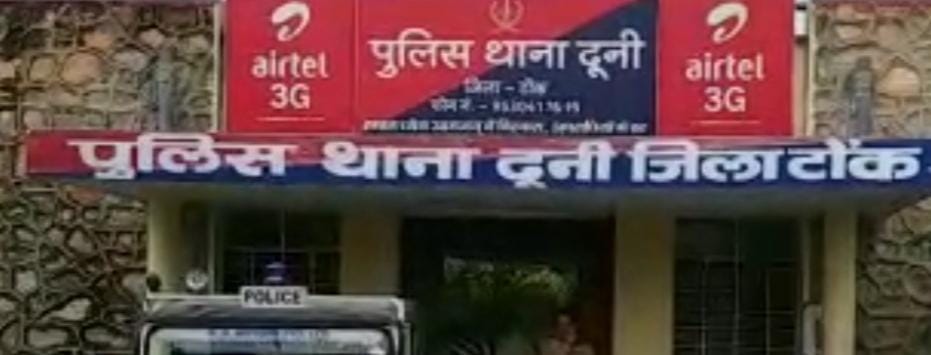 airtel
3G
पुलिस थाना दूनी
जिला - टोंक
फोन नं. -
airtel
3G
पुलिस थाना दूनी जिला टोंक
POLICE